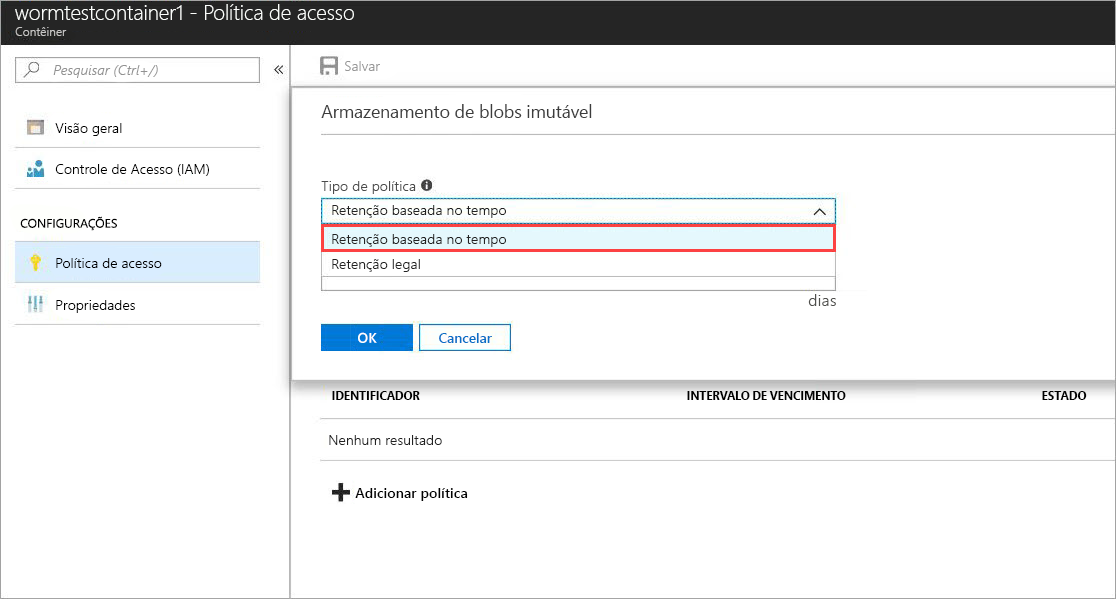 wormtestcontainer1 - Política de acesso
Contêiner
Pesquisar (Ctrl+/)
«
Visão geral
Controle de Acesso (IAM)
CONFIGURAÇÕES
Política de acesso
Propriedades
Salvar
Armazenamento de blobs imutável
Tipo de política
Retenção baseada no tempo
Retenção baseada no tempo
Retenção legal
dias
OK Cancelar
IDENTIFICADOR INTERVALO DE VENCIMENTO ESTADO
Nenhum resultado
Adicionar política